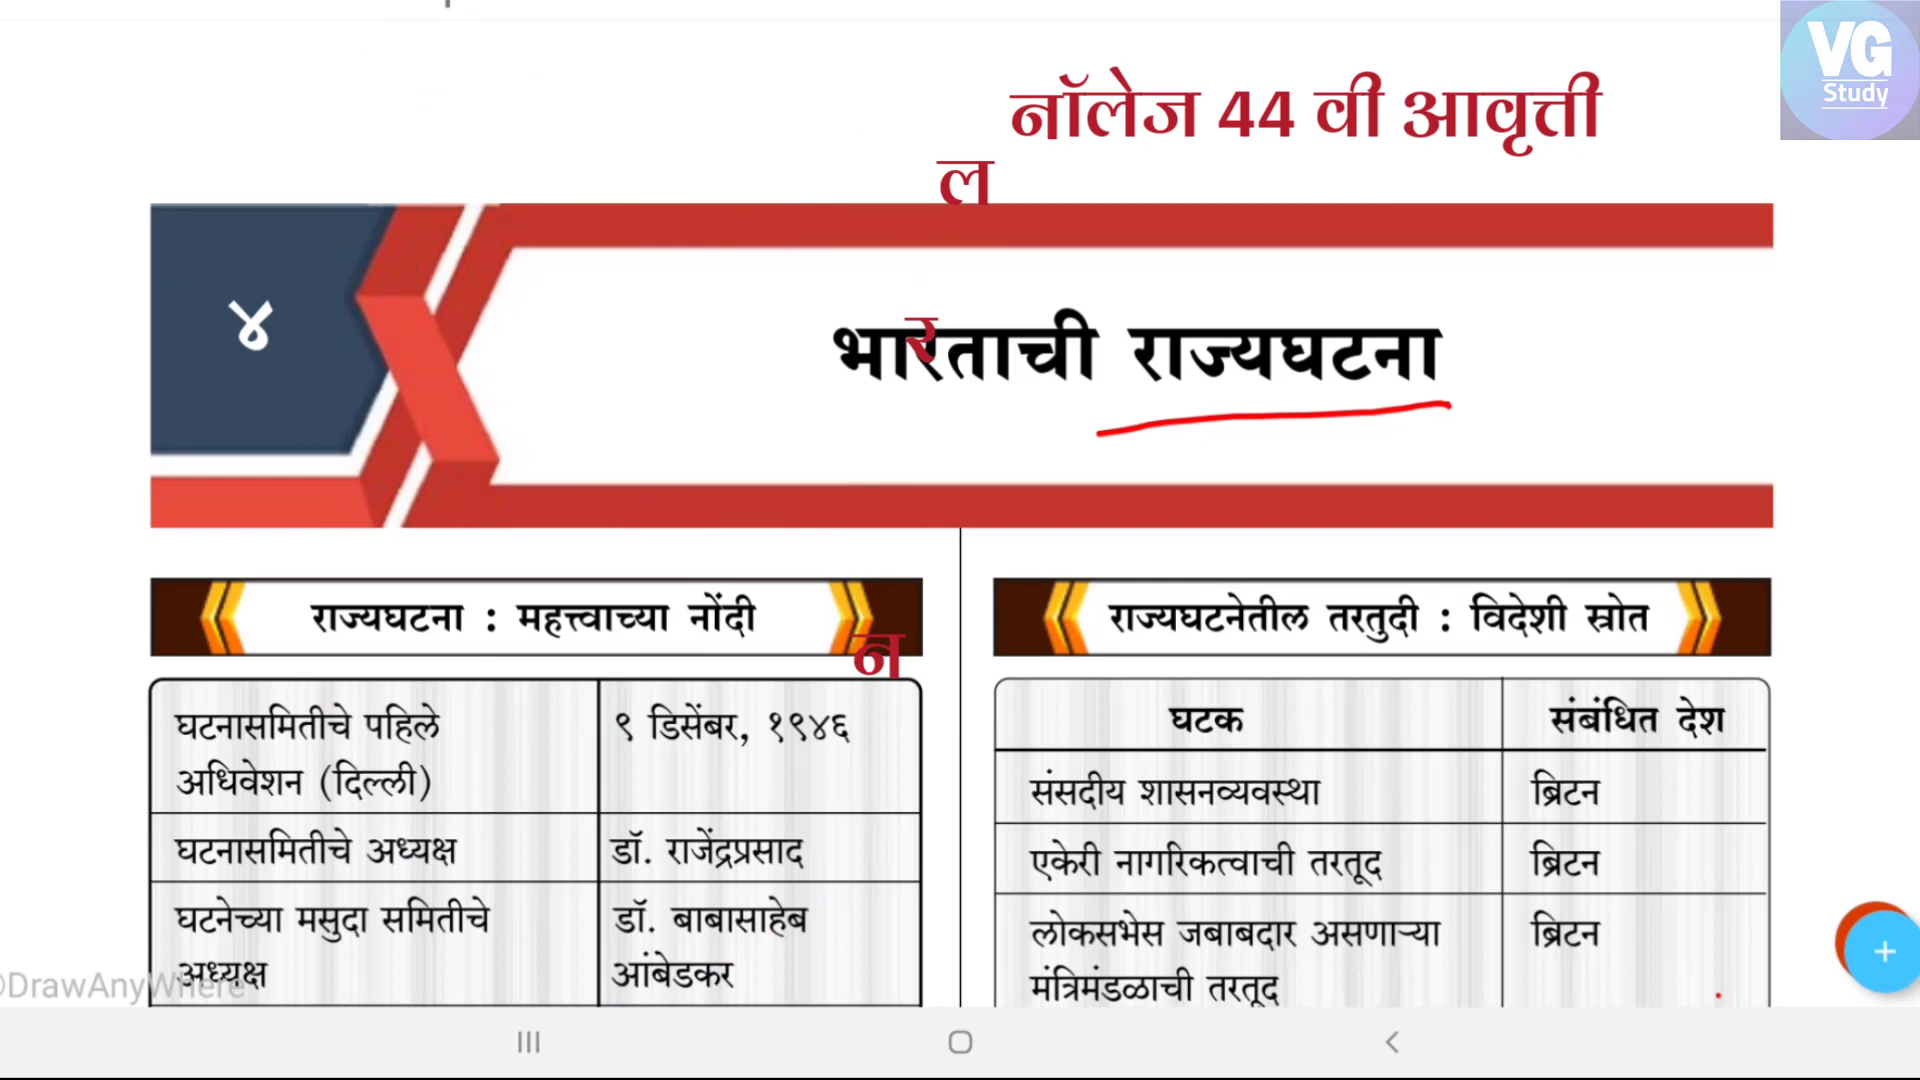 VG
Study
नॉलेज 44 वी आवृत्ती
ल
र
न
४
भारताची राज्यघटना
राज्यघटना : महत्त्वाच्या नोंदी
घटनासमितीचे पहिले अधिवेशन (दिल्ली)
९ डिसेंबर, १९४६
घटनासमितीचे अध्यक्ष
डॉ. राजेंद्रप्रसाद
घटनेच्या मसुदा समितीचे अध्यक्ष
डॉ. बाबासाहेब आंबेडकर
राज्यघटनेतील तरतुदी : विदेशी स्रोत
घटक
संबंधित देश
संसदीय शासनव्यवस्था
ब्रिटन
एकेरी नागरिकत्वाची तरतूद
ब्रिटन
लोकसभेस जबाबदार असणाऱ्या मंत्रिमंडळाची तरतूद
ब्रिटन
©DrawAnyWhere